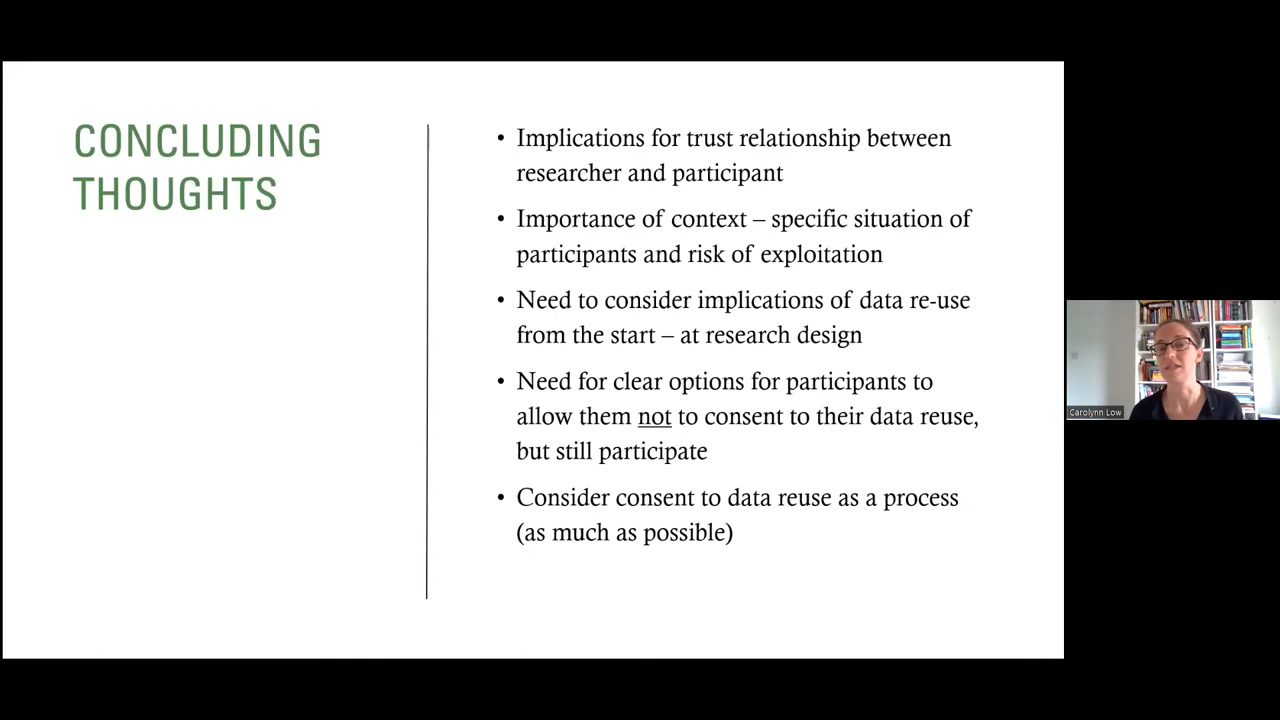 CONCLUDING
THOUGHTS
• Implications for trust relationship between
researcher and participant
• Importance of context – specific situation of
participants and risk of exploitation
• Need to consider implications of data re-use
from the start – at research design
• Need for clear options for participants to
allow them not to consent to their data reuse,
but still participate
• Consider consent to data reuse as a process
(as much as possible)
Carolynn Low